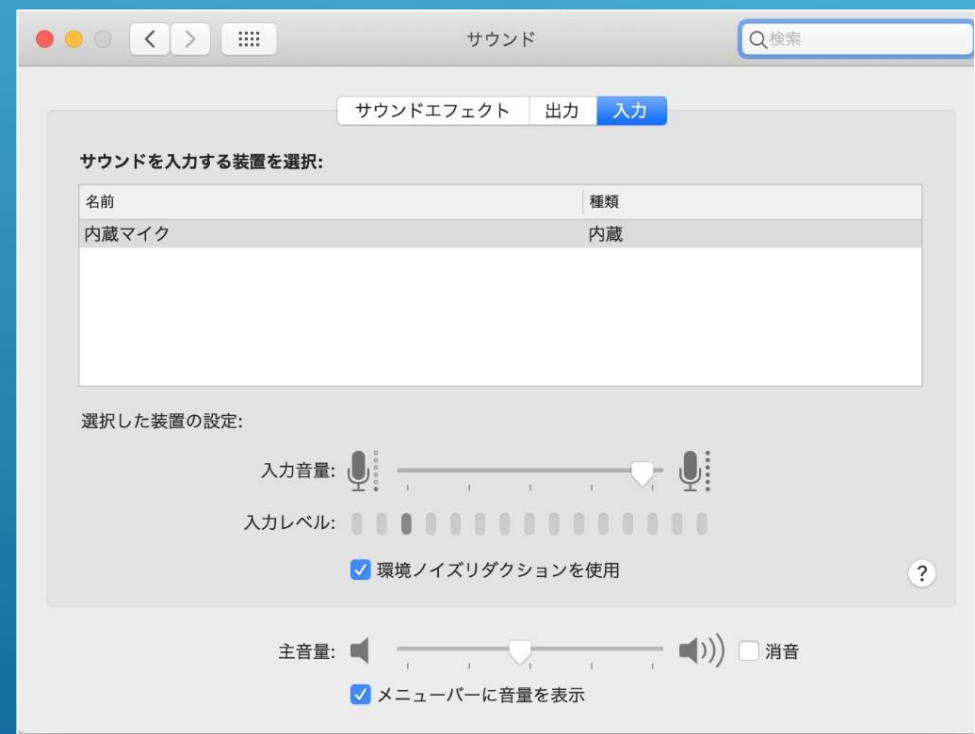 サウンド
検索
サウンドエフェクト 出力 入力
サウンドを入力する装置を選択:
名前 種類
内蔵マイク 内蔵
選択した装置の設定:
入力音量:
入力レベル:
環境ノイズリダクションを使用
?
主音量: 消音
メニューバーに音量を表示